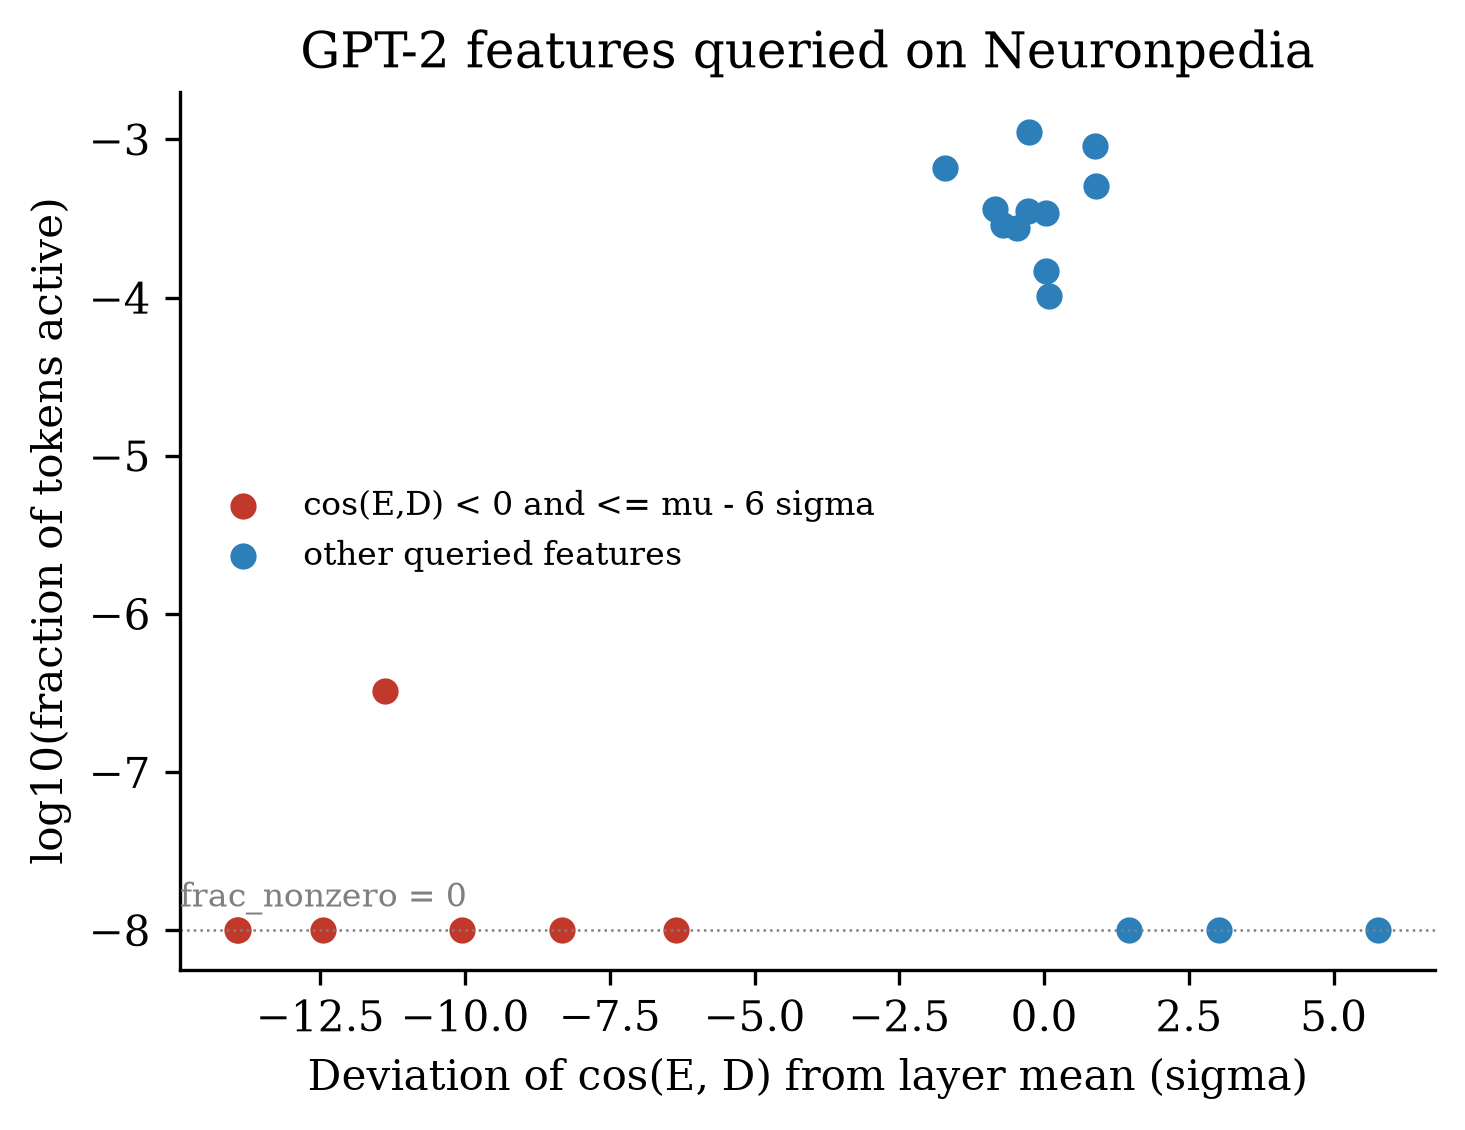 GPT-2 features queried on Neuronpedia
log10(fraction of tokens active)
−3
−4
−5
−6
−7
−8
cos(E,D) < 0 and <= mu - 6 sigma
other queried features
frac_nonzero = 0
−12.5 −10.0 −7.5 −5.0 −2.5 0.0 2.5 5.0
Deviation of cos(E, D) from layer mean (sigma)